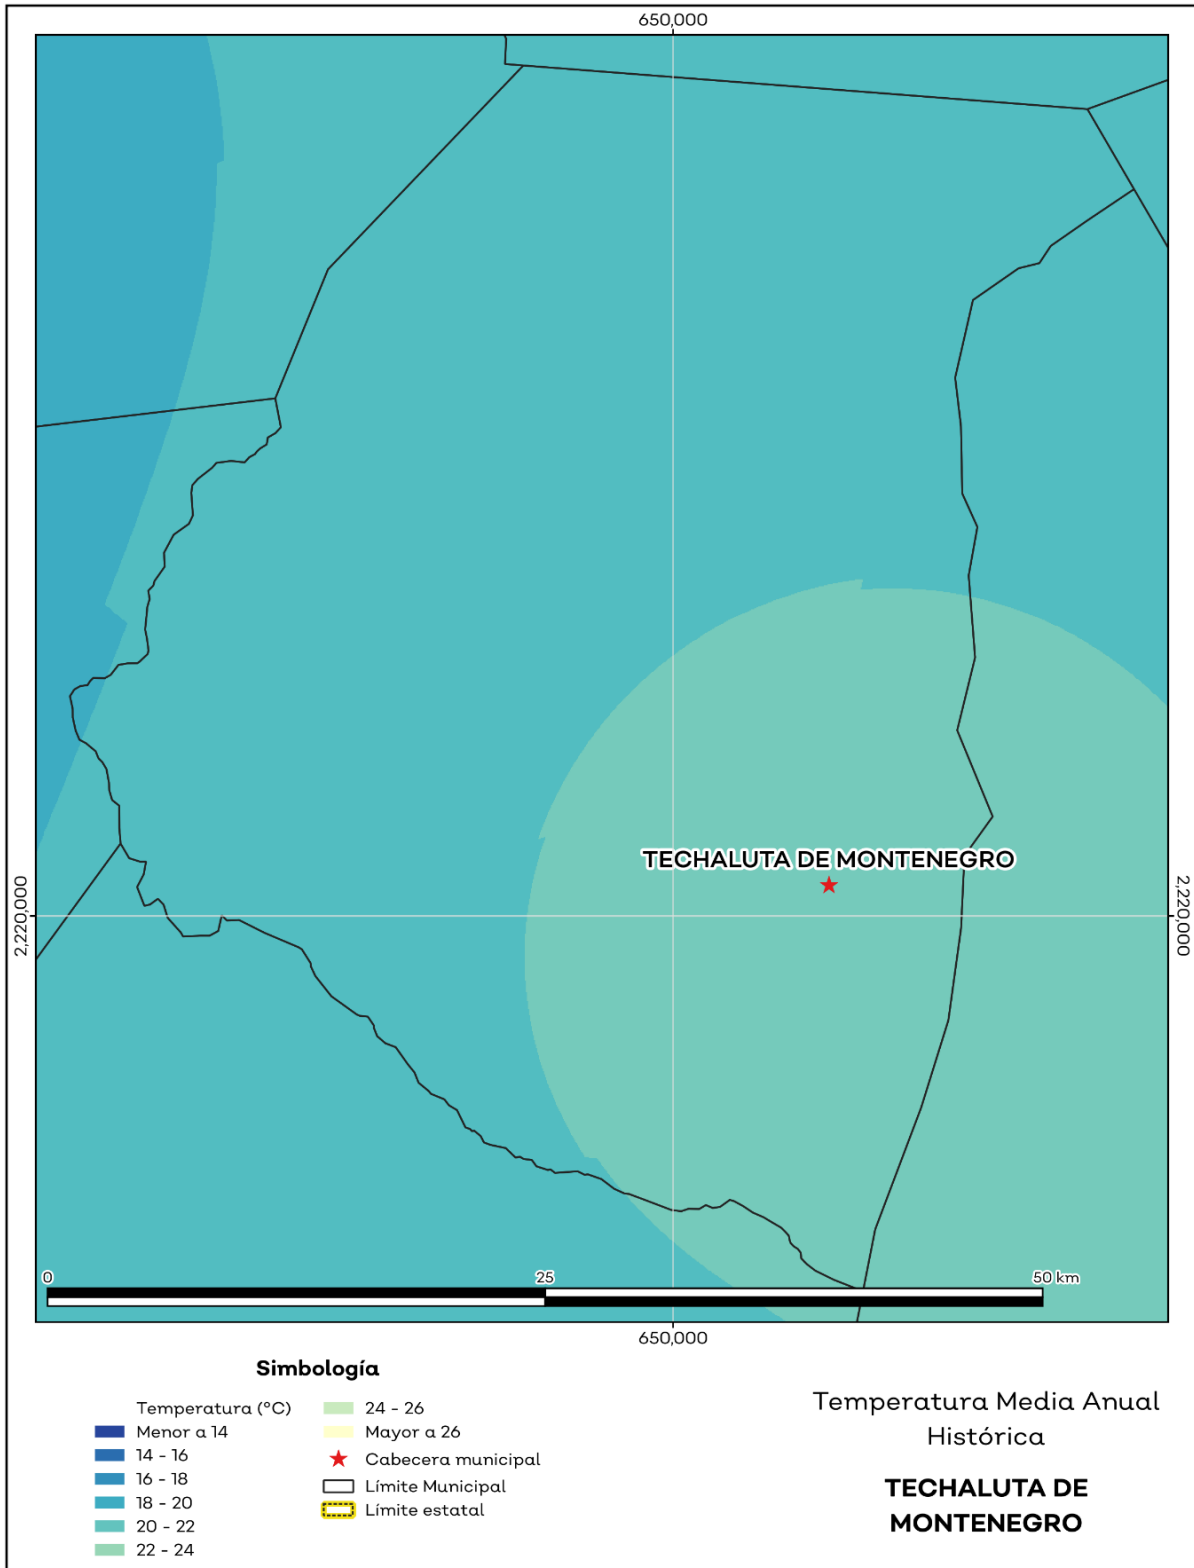 650,000
TECHALUTA DE MONTENEGRO
2,220,000
2,220,000
0
25
50 km
650,000
Simbología
Temperatura (°C)
Menor a 14
14 - 16
16 - 18
18 - 20
20 - 22
22 - 24
24 - 26
Mayor a 26
Cabecera municipal
Límite Municipal
Límite estatal
Temperatura Media Anual
Histórica
TECHALUTA DE
MONTENEGRO